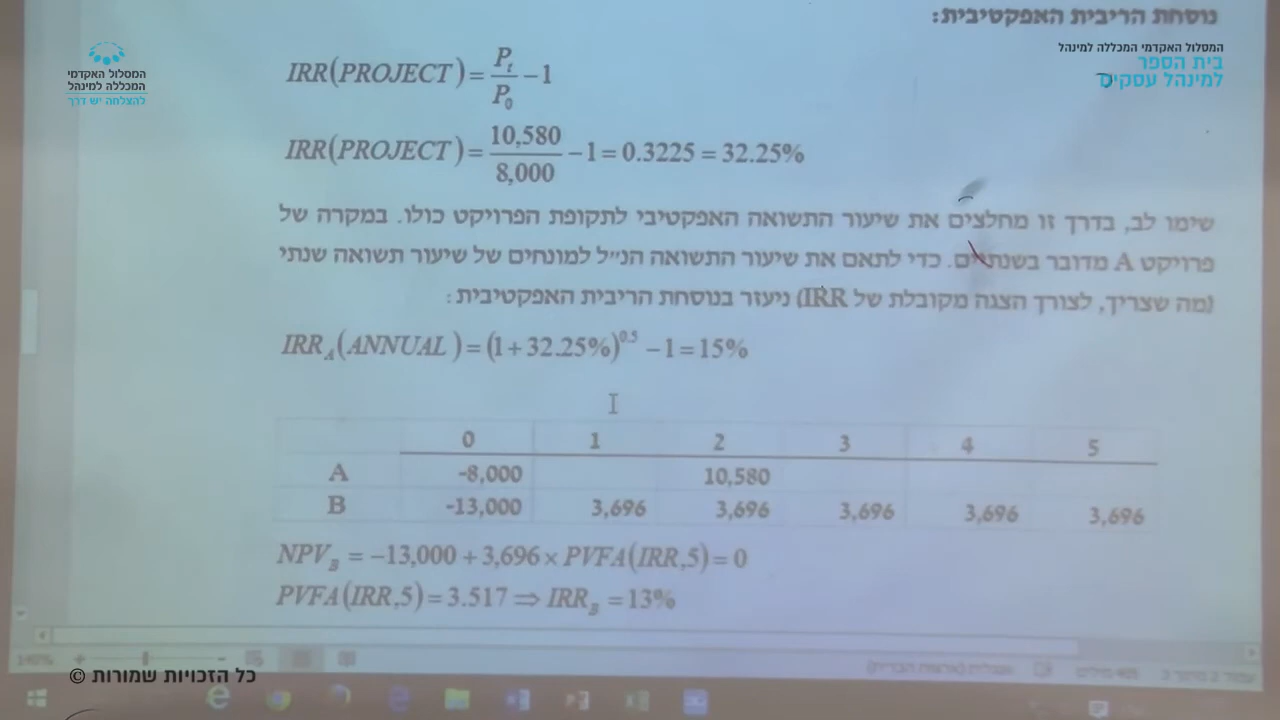 נוסחת הריבית האפקטיבית:
המסלול האקדמי המכללה למינהל
בית הספר
למינהל עסקים
המסלול האקדמי
המכללה למינהל
להצלחה יש דרך
IRR(PROJECT) = P_t / P_0 − 1
IRR(PROJECT) = 10,580 / 8,000 − 1 = 0.3225 = 32.25%
שימו לב, בדרך זו מחלצים את שיעור התשואה האפקטיבי לתקופת הפרויקט כולו. במקרה של
פרויקט A מדובר בשנתיים. כדי לתאם את שיעור התשואה הנ״ל למונחים של שיעור תשואה שנתי
(מה שצריך, לצורך הצגה מקובלת של IRR) ניעזר בנוסחת הריבית האפקטיבית:
IRR_A(ANNUAL) = (1 + 32.25%)^0.5 − 1 = 15%
0 1 2 3 4 5
A -8,000 10,580
B -13,000 3,696 3,696 3,696 3,696 3,696
NPV_B = −13,000 + 3,696 × PVFA(IRR,5) = 0
PVFA(IRR,5) = 3.517 ⇒ IRR_B = 13%
כל הזכויות שמורות ©